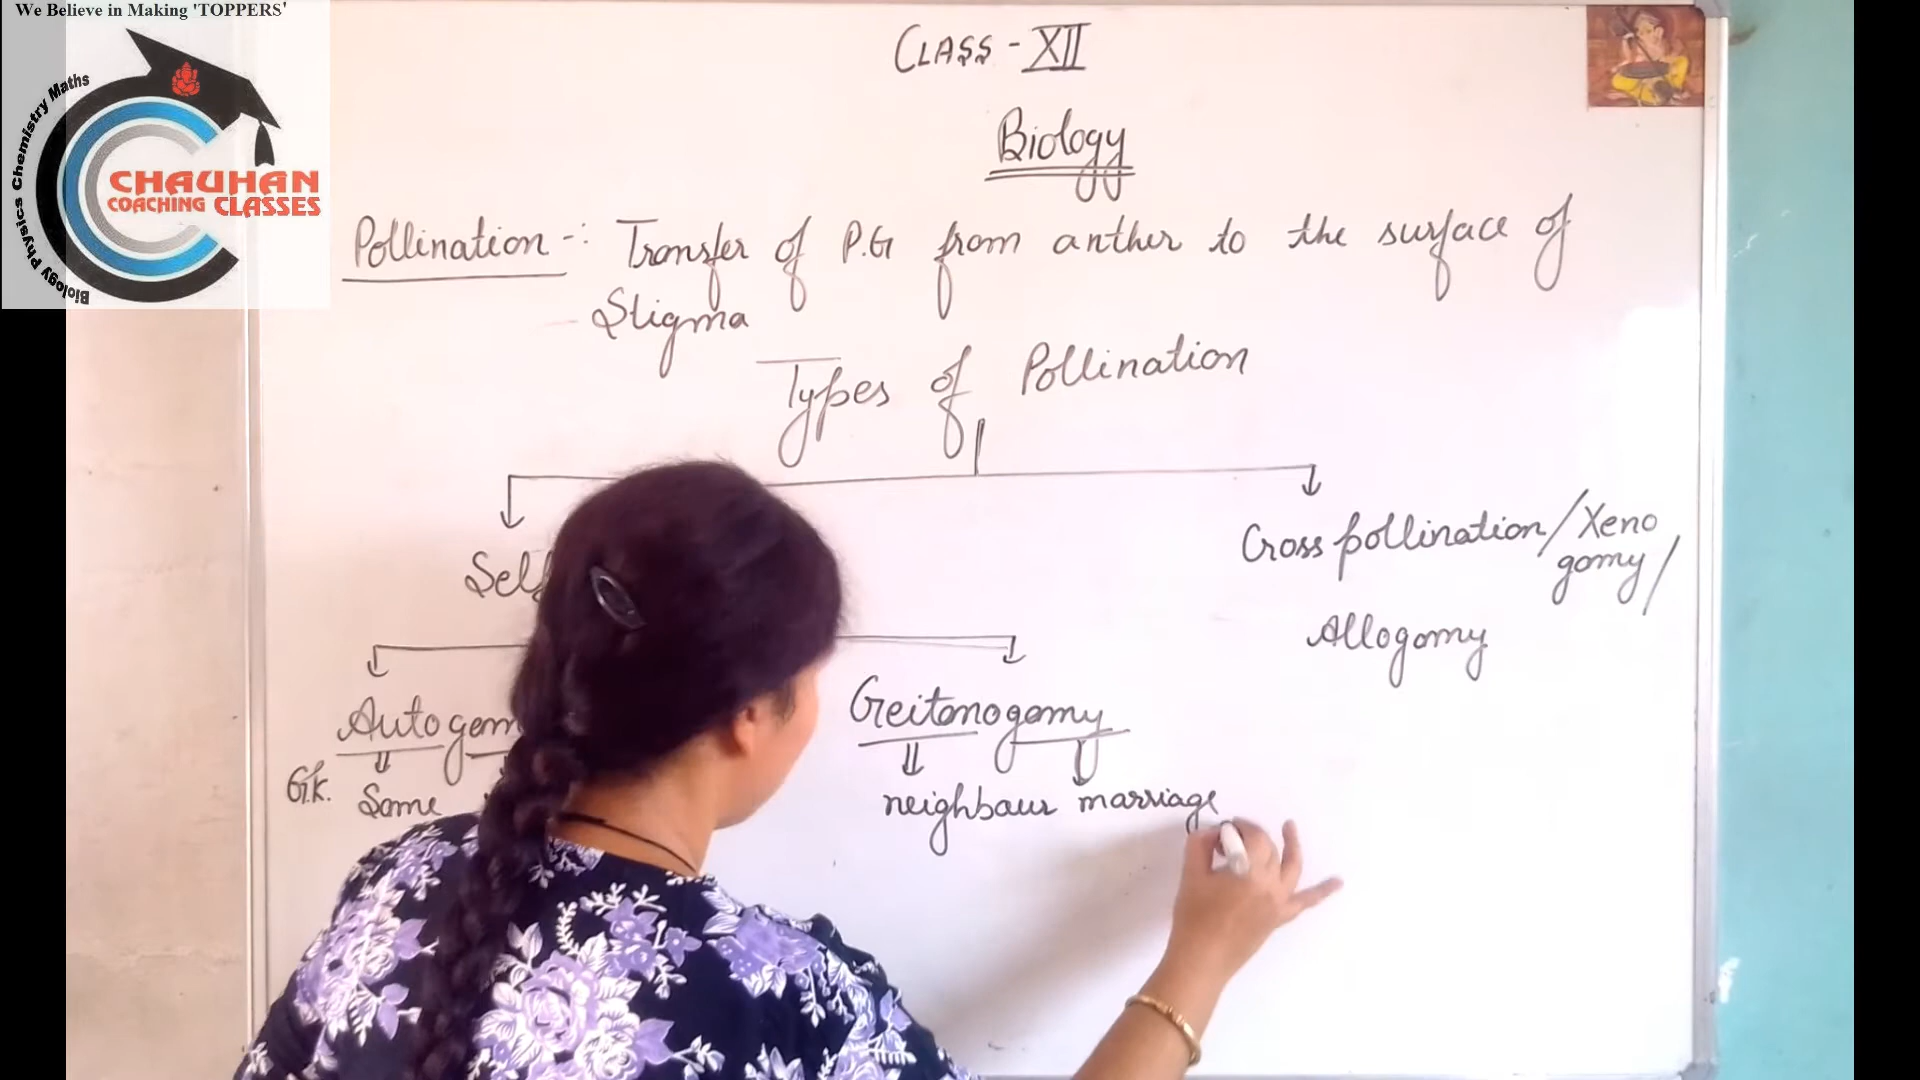 We Believe in Making 'TOPPERS'
Biology Physics Chemistry Maths
CHAUHAN
COACHING CLASSES
CLASS - XII
Biology
Pollination -: Transfer of P.G from anther to the surface of
Stigma
Types of Pollination
Cross pollination/Xeno
gamy/
Allogamy
Geitonogamy
G.K. Same
neighbour marriage